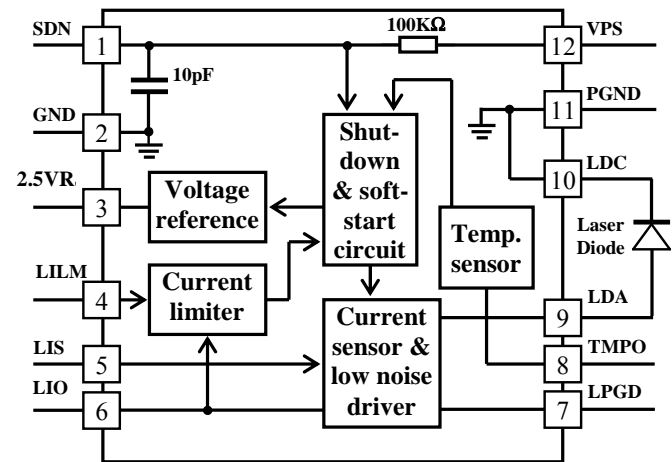 SDN
1
100KΩ
12
VPS
10pF
GND
2
11
PGND
2.5VR
3
Voltage
reference
Shut-
down
& soft-
start
circuit
Temp.
sensor
10
LDC
Laser
Diode
LILM
4
Current
limiter
Current
sensor &
low noise
driver
9
LDA
LIS
5
8
TMPO
LIO
6
7
LPGD